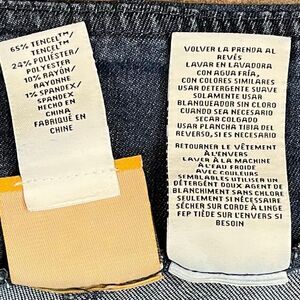 65% TENCEL™/
TENCEL™/
24% POLIÉSTER/
POLYESTER
10% RAYÓN/
RAYONNE
1% SPANDEX/
SPANDEX
HECHO EN
CHINA
FABRIQUÉ EN
CHINE
VOLVER LA PRENDA AL
REVÉS
LAVAR EN LAVADORA
CON AGUA FRÍA,
CON COLORES SIMILARES
USAR DETERGENTE SUAVE
SOLAMENTE USAR
BLANQUEADOR SIN CLORO
CUANDO SEA NECESARIO
SECAR COLGADO
USAR PLANCHA TIBIA DEL
REVERSO, SI ES NECESARIO
RETOURNER LE VÊTEMENT
À L'ENVERS
LAVER À LA MACHINE
À L'EAU FROIDE
AVEC COULEURS
SEMBLABLES UTILISER UN
DÉTERGENT DOUX AGENT DE
BLANCHIMENT SANS CHLORE
SEULEMENT SI NÉCESSAIRE
SÉCHER SUR CORDE À LINGE
FEP TIÈDE SUR L'ENVERS SI
BESOIN